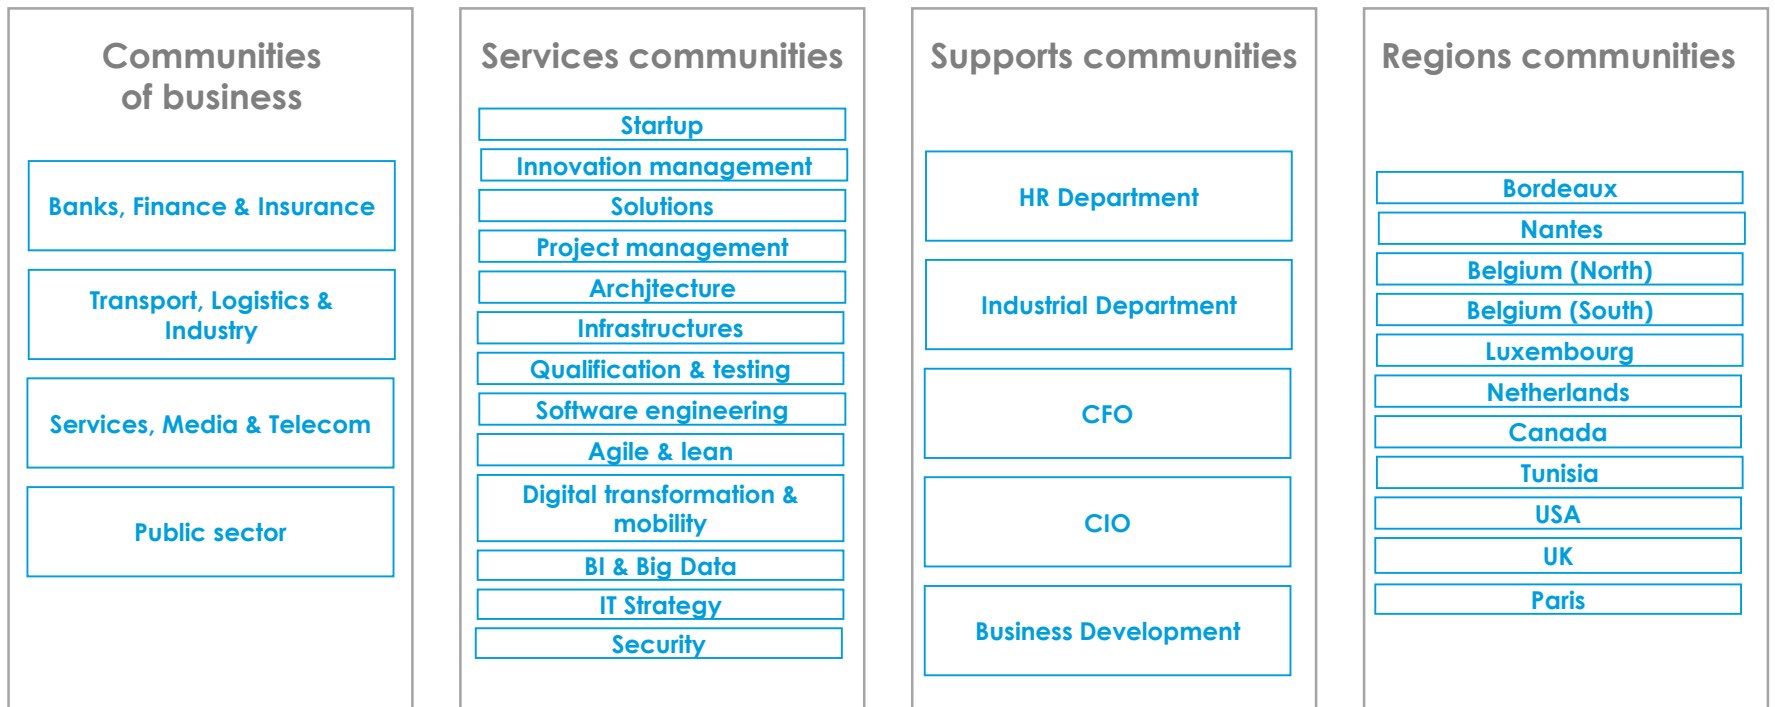 Communities
of business
Banks, Finance & Insurance
Transport, Logistics &
Industry
Services, Media & Telecom
Public sector
Services communities
Startup
Innovation management
Solutions
Project management
Archjtecture
Infrastructures
Qualification & testing
Software engineering
Agile & lean
Digital transformation &
mobility
BI & Big Data
IT Strategy
Security
Supports communities
HR Department
Industrial Department
CFO
CIO
Business Development
Regions communities
Bordeaux
Nantes
Belgium (North)
Belgium (South)
Luxembourg
Netherlands
Canada
Tunisia
USA
UK
Paris